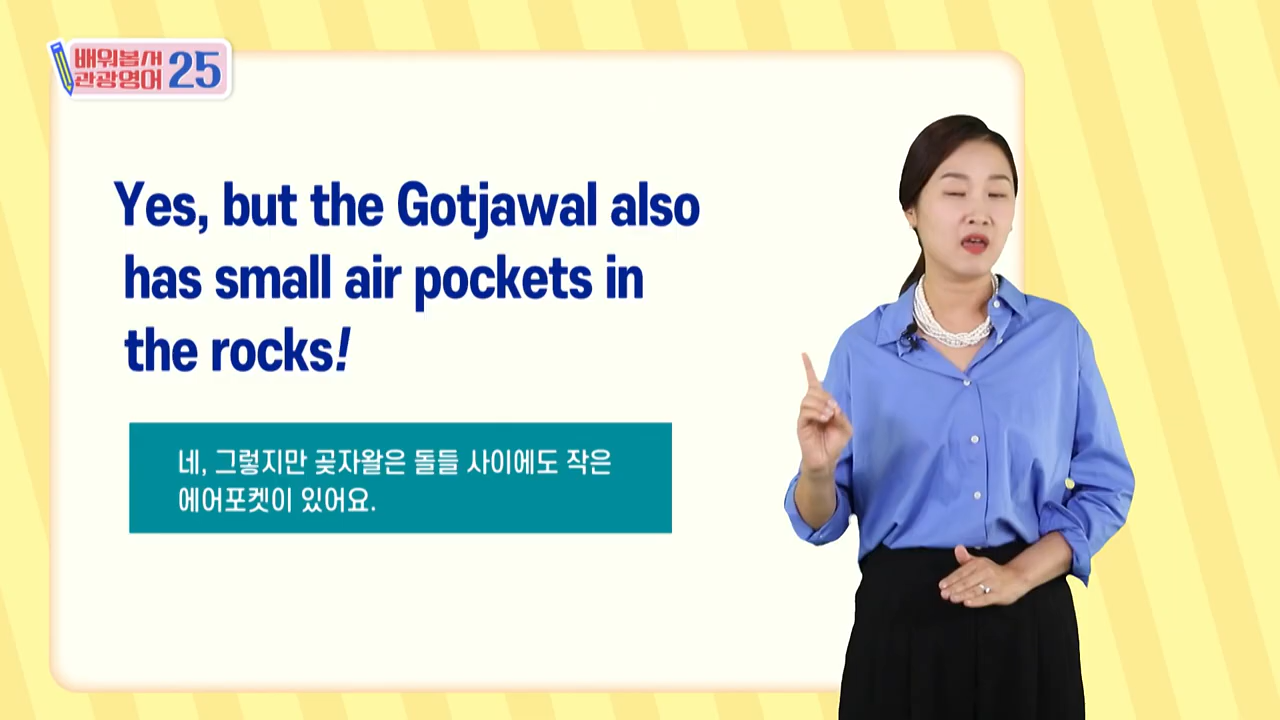 배워봅서
관광영어 25
Yes, but the Gotjawal also
has small air pockets in
the rocks!
네, 그렇지만 곶자왈은 돌들 사이에도 작은
에어포켓이 있어요.